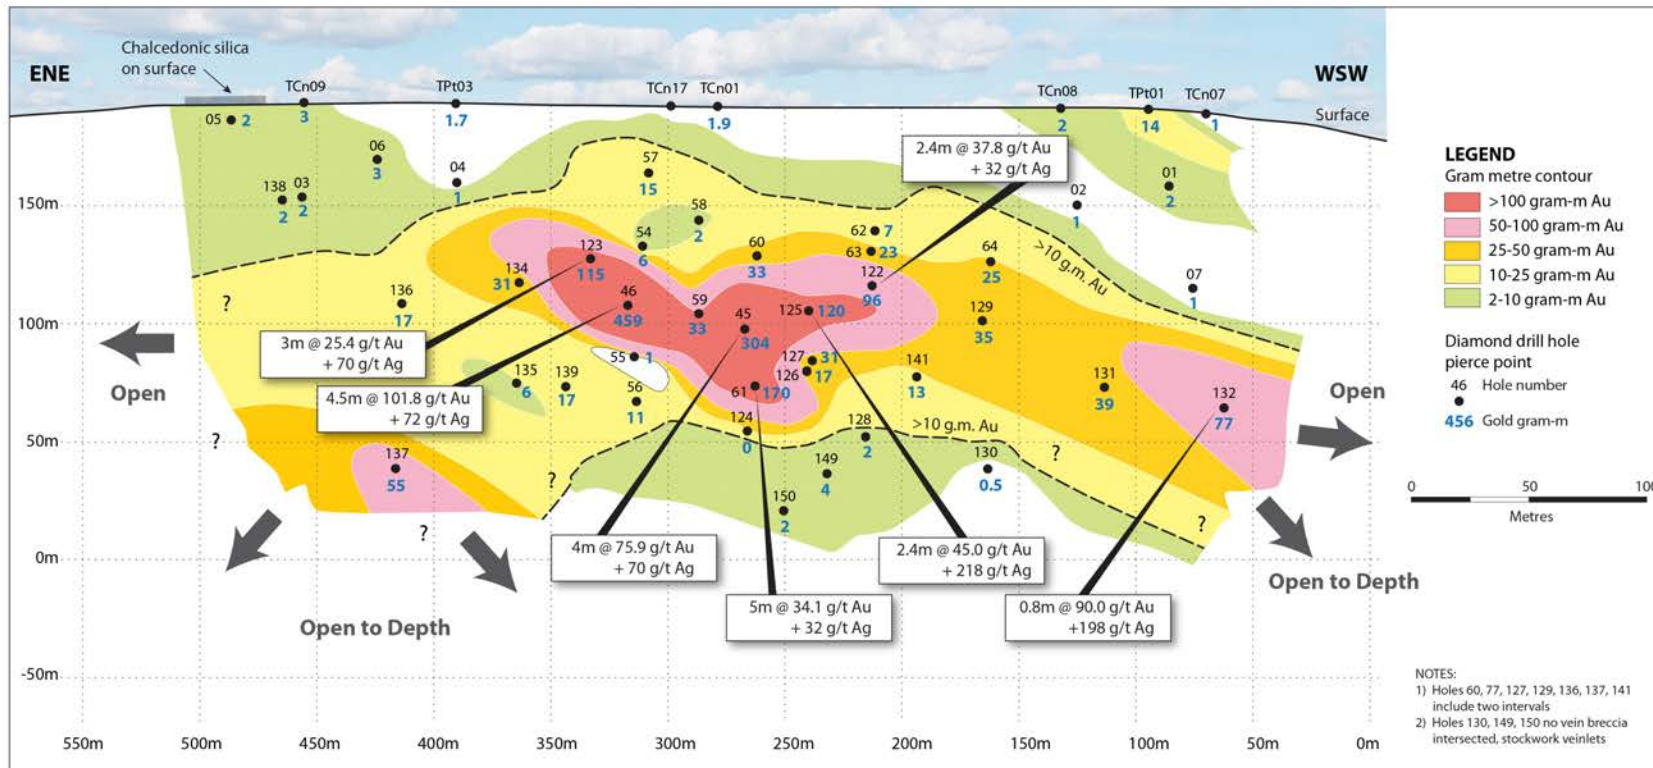 Chalcedonic silica
on surface
ENE
WSW
Surface
TCn09
3
TPt03
1.7
TCn17
TCn01
1.9
TCn08
2
TPt01
14
TCn07
1
05 2
06
3
04
1
138
2
03
2
57
15
58
2
54
6
60
33
62 7
63 23
64
25
02
1
01
2
07
1
123
115
134
31
136
17
46
459
59
33
45
304
125 120
122
96
129
35
55 1
135
6
139
17
56
11
127 31
126 17
61 170
141
13
131
39
132
77
124
0
128
2
149
4
150
2
130
0.5
137
55
>10 g.m. Au
>10 g.m. Au
?
?
?
?
?
?
2.4m @ 37.8 g/t Au
+ 32 g/t Ag
3m @ 25.4 g/t Au
+ 70 g/t Ag
4.5m @ 101.8 g/t Au
+ 72 g/t Ag
4m @ 75.9 g/t Au
+ 70 g/t Ag
5m @ 34.1 g/t Au
+ 32 g/t Ag
2.4m @ 45.0 g/t Au
+ 218 g/t Ag
0.8m @ 90.0 g/t Au
+198 g/t Ag
Open
Open
Open to Depth
Open to Depth
150m
100m
50m
0m
-50m
550m 500m 450m 400m 350m 300m 250m 200m 150m 100m 50m 0m
LEGEND
Gram metre contour
>100 gram-m Au
50-100 gram-m Au
25-50 gram-m Au
10-25 gram-m Au
2-10 gram-m Au
Diamond drill hole
pierce point
46 Hole number
456 Gold gram-m
0 50 100
Metres
NOTES:
1) Holes 60, 77, 127, 129, 136, 137, 141
include two intervals
2) Holes 130, 149, 150 no vein breccia
intersected, stockwork veinlets